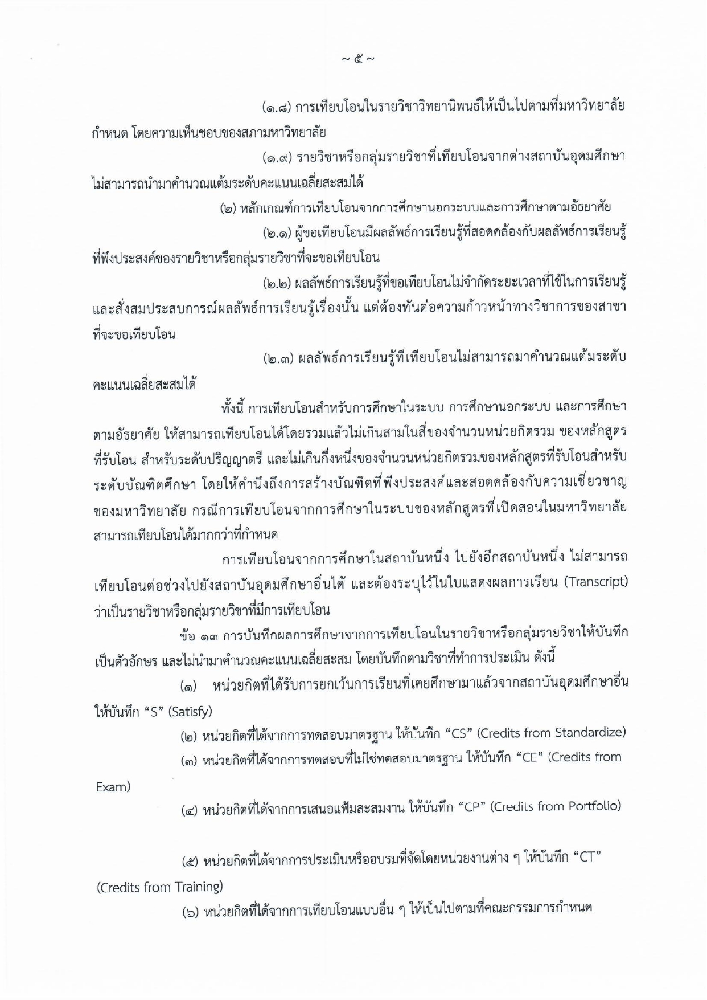 ~ ๕ ~
(๑.๘) การเทียบโอนในรายวิชาวิทยานิพนธ์ให้เป็นไปตามที่มหาวิทยาลัย
กำหนด โดยความเห็นชอบของสภามหาวิทยาลัย
(๑.๙) รายวิชาหรือกลุ่มรายวิชาที่เทียบโอนจากต่างสถาบันอุดมศึกษา
ไม่สามารถนำมาคำนวณแต้มระดับคะแนนเฉลี่ยสะสมได้
(๒) หลักเกณฑ์การเทียบโอนจากการศึกษานอกระบบและการศึกษาตามอัธยาศัย
(๒.๑) ผู้ขอเทียบโอนมีผลลัพธ์การเรียนรู้ที่สอดคล้องกับผลลัพธ์การเรียนรู้
ที่พึงประสงค์ของรายวิชาหรือกลุ่มรายวิชาที่จะขอเทียบโอน
(๒.๒) ผลลัพธ์การเรียนรู้ที่ขอเทียบโอนไม่จำกัดระยะเวลาที่ใช้ในการเรียนรู้
และสั่งสมประสบการณ์ผลลัพธ์การเรียนรู้เรื่องนั้น แต่ต้องทันต่อความก้าวหน้าทางวิชาการของสาขา
ที่จะขอเทียบโอน
(๒.๓) ผลลัพธ์การเรียนรู้ที่เทียบโอนไม่สามารถมาคำนวณแต้มระดับ
คะแนนเฉลี่ยสะสมได้
ทั้งนี้ การเทียบโอนสำหรับการศึกษาในระบบ การศึกษานอกระบบ และการศึกษา
ตามอัธยาศัย ให้สามารถเทียบโอนได้โดยรวมแล้วไม่เกินสามในสี่ของจำนวนหน่วยกิตรวม ของหลักสูตร
ที่รับโอน สำหรับระดับปริญญาตรี และไม่เกินกึ่งหนึ่งของจำนวนหน่วยกิตรวมของหลักสูตรที่รับโอนสำหรับ
ระดับบัณฑิตศึกษา โดยให้คำนึงถึงการสร้างบัณฑิตที่พึงประสงค์และสอดคล้องกับความเชี่ยวชาญ
ของมหาวิทยาลัย กรณีการเทียบโอนจากการศึกษาในระบบของหลักสูตรที่เปิดสอนในมหาวิทยาลัย
สามารถเทียบโอนได้มากกว่าที่กำหนด
การเทียบโอนจากการศึกษาในสถาบันหนึ่ง ไปยังอีกสถาบันหนึ่ง ไม่สามารถ
เทียบโอนต่อช่วงไปยังสถาบันอุดมศึกษาอื่นได้ และต้องระบุไว้ในใบแสดงผลการเรียน (Transcript)
ว่าเป็นรายวิชาหรือกลุ่มรายวิชาที่มีการเทียบโอน
ข้อ ๑๓ การบันทึกผลการศึกษาจากการเทียบโอนในรายวิชาหรือกลุ่มรายวิชาให้บันทึก
เป็นตัวอักษร และไม่นำมาคำนวณคะแนนเฉลี่ยสะสม โดยบันทึกตามวิชาที่ทำการประเมิน ดังนี้
(๑) หน่วยกิตที่ได้รับการยกเว้นการเรียนที่เคยศึกษามาแล้วจากสถาบันอุดมศึกษาอื่น
ให้บันทึก “S” (Satisfy)
(๒) หน่วยกิตที่ได้จากการทดสอบมาตรฐาน ให้บันทึก “CS” (Credits from Standardize)
(๓) หน่วยกิตที่ได้จากการทดสอบที่ไม่ใช่ทดสอบมาตรฐาน ให้บันทึก “CE” (Credits from
Exam)
(๔) หน่วยกิตที่ได้จากการเสนอแฟ้มสะสมงาน ให้บันทึก “CP” (Credits from Portfolio)
(๕) หน่วยกิตที่ได้จากการประเมินหรืออบรมที่จัดโดยหน่วยงานต่าง ๆ ให้บันทึก “CT”
(Credits from Training)
(๖) หน่วยกิตที่ได้จากการเทียบโอนแบบอื่น ๆ ให้เป็นไปตามที่คณะกรรมการกำหนด